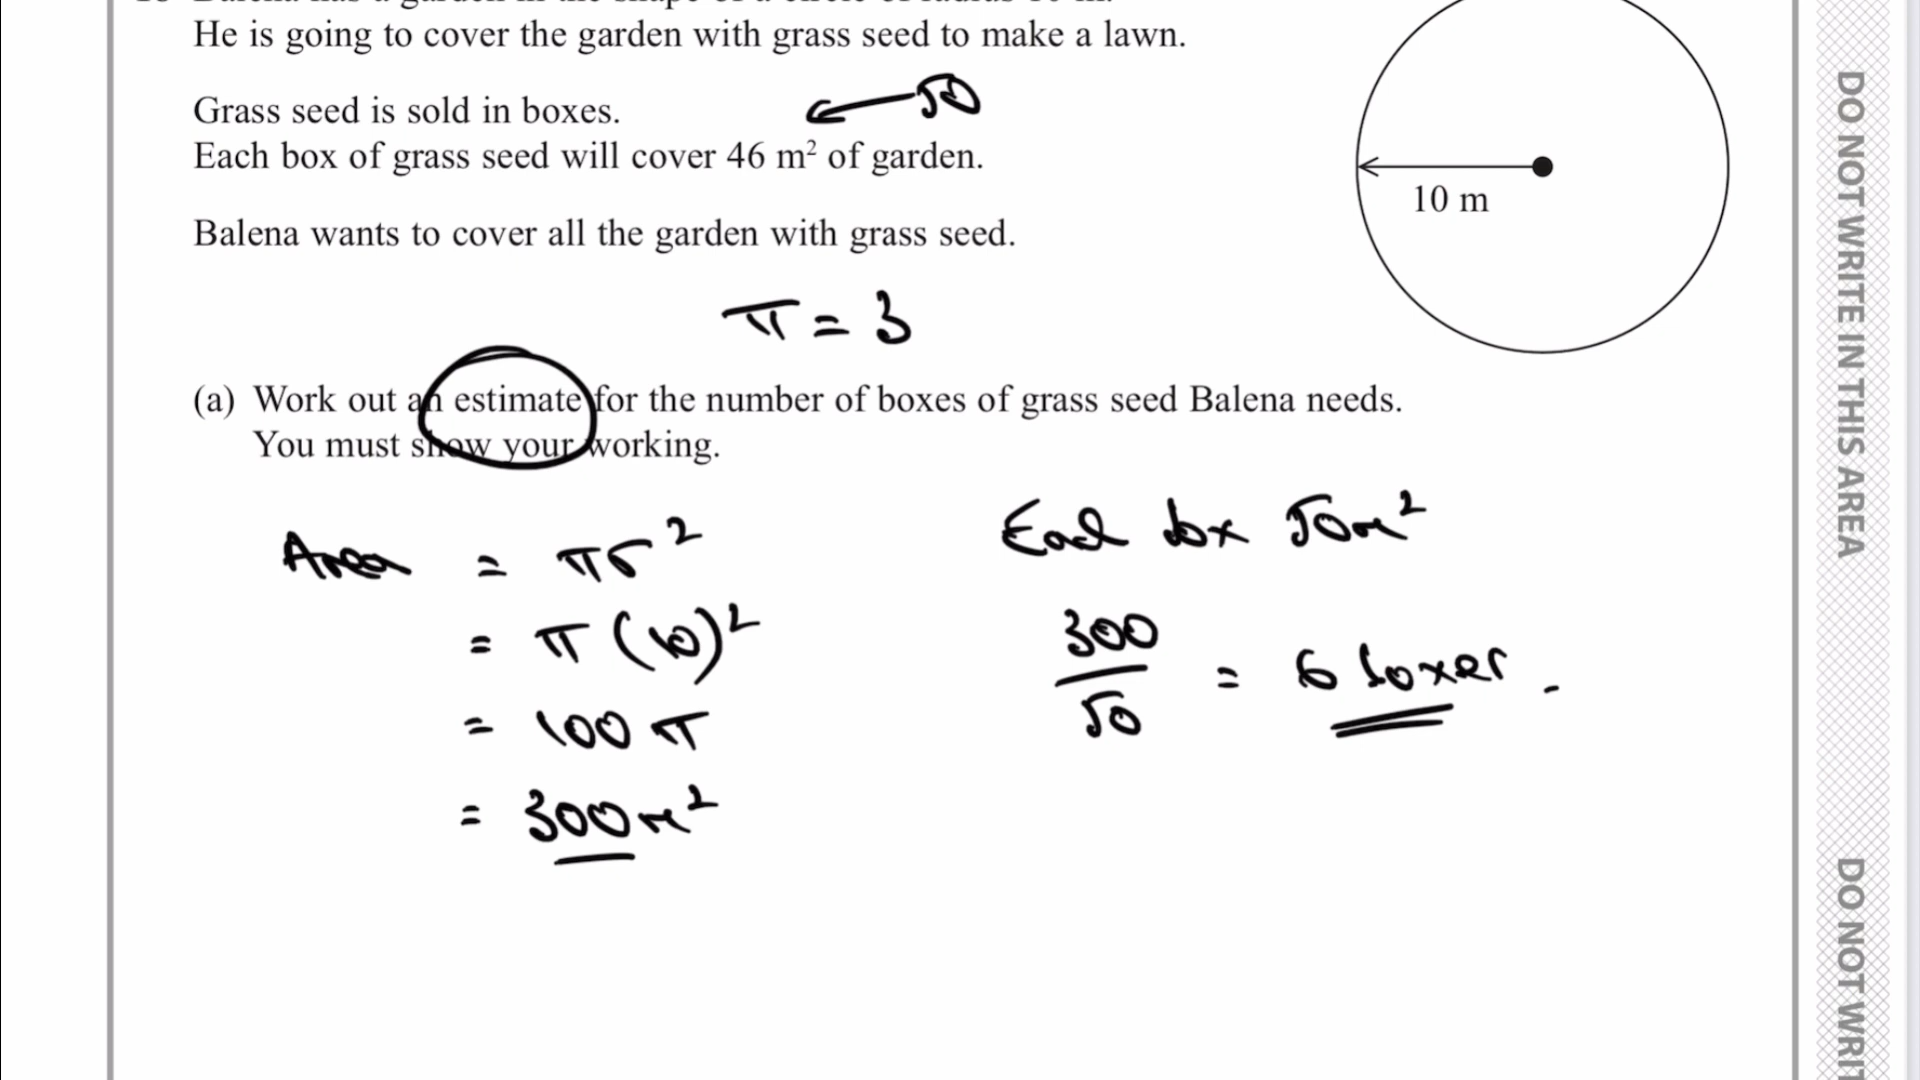 He is going to cover the garden with grass seed to make a lawn.
50
Grass seed is sold in boxes.
Each box of grass seed will cover 46 m² of garden.
10 m
Balena wants to cover all the garden with grass seed.
π = 3
(a) Work out an estimate for the number of boxes of grass seed Balena needs.
You must show your working.
Area = πr²
= π (10)²
= 100 π
= 300m²
Each box 50m²
300
50
= 6 boxes.
DO NOT WRITE IN THIS AREA
DO NOT WRI